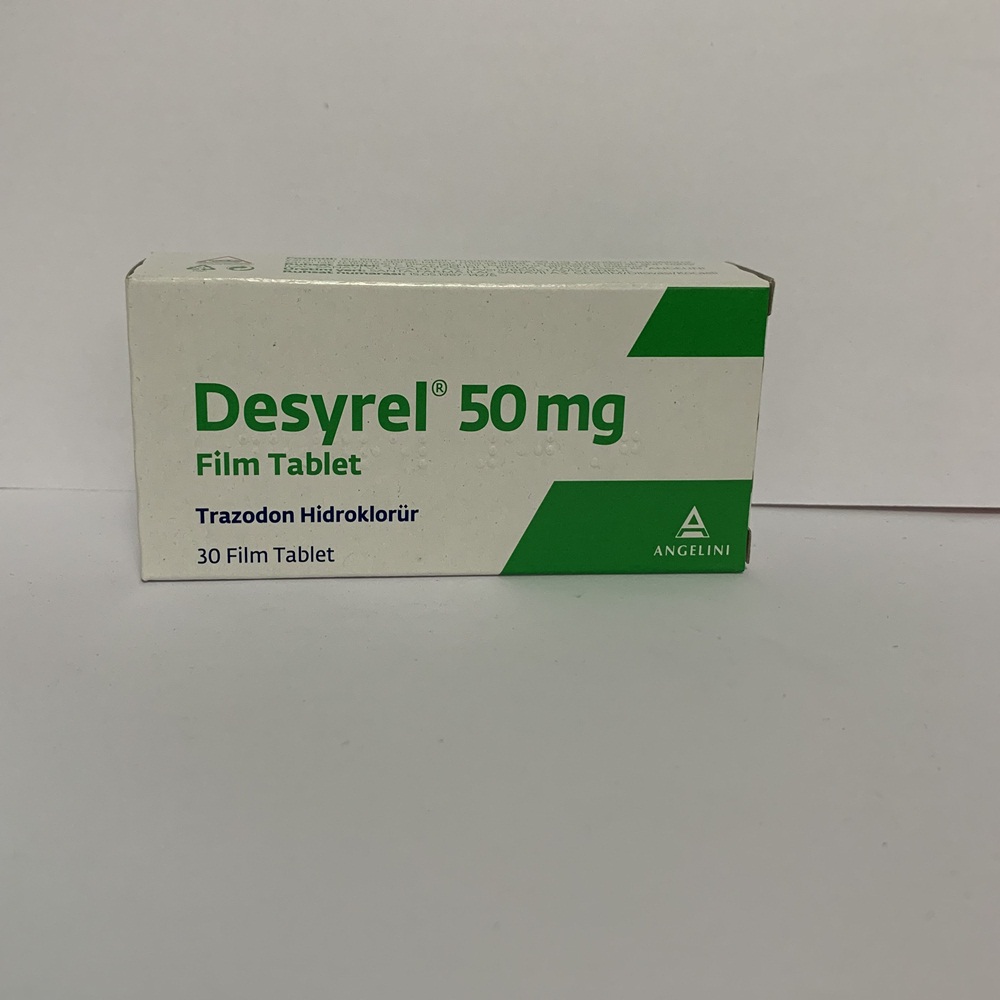 Desyrel® 50 mg
Film Tablet
Trazodon Hidroklorür
30 Film Tablet
ANGELINI